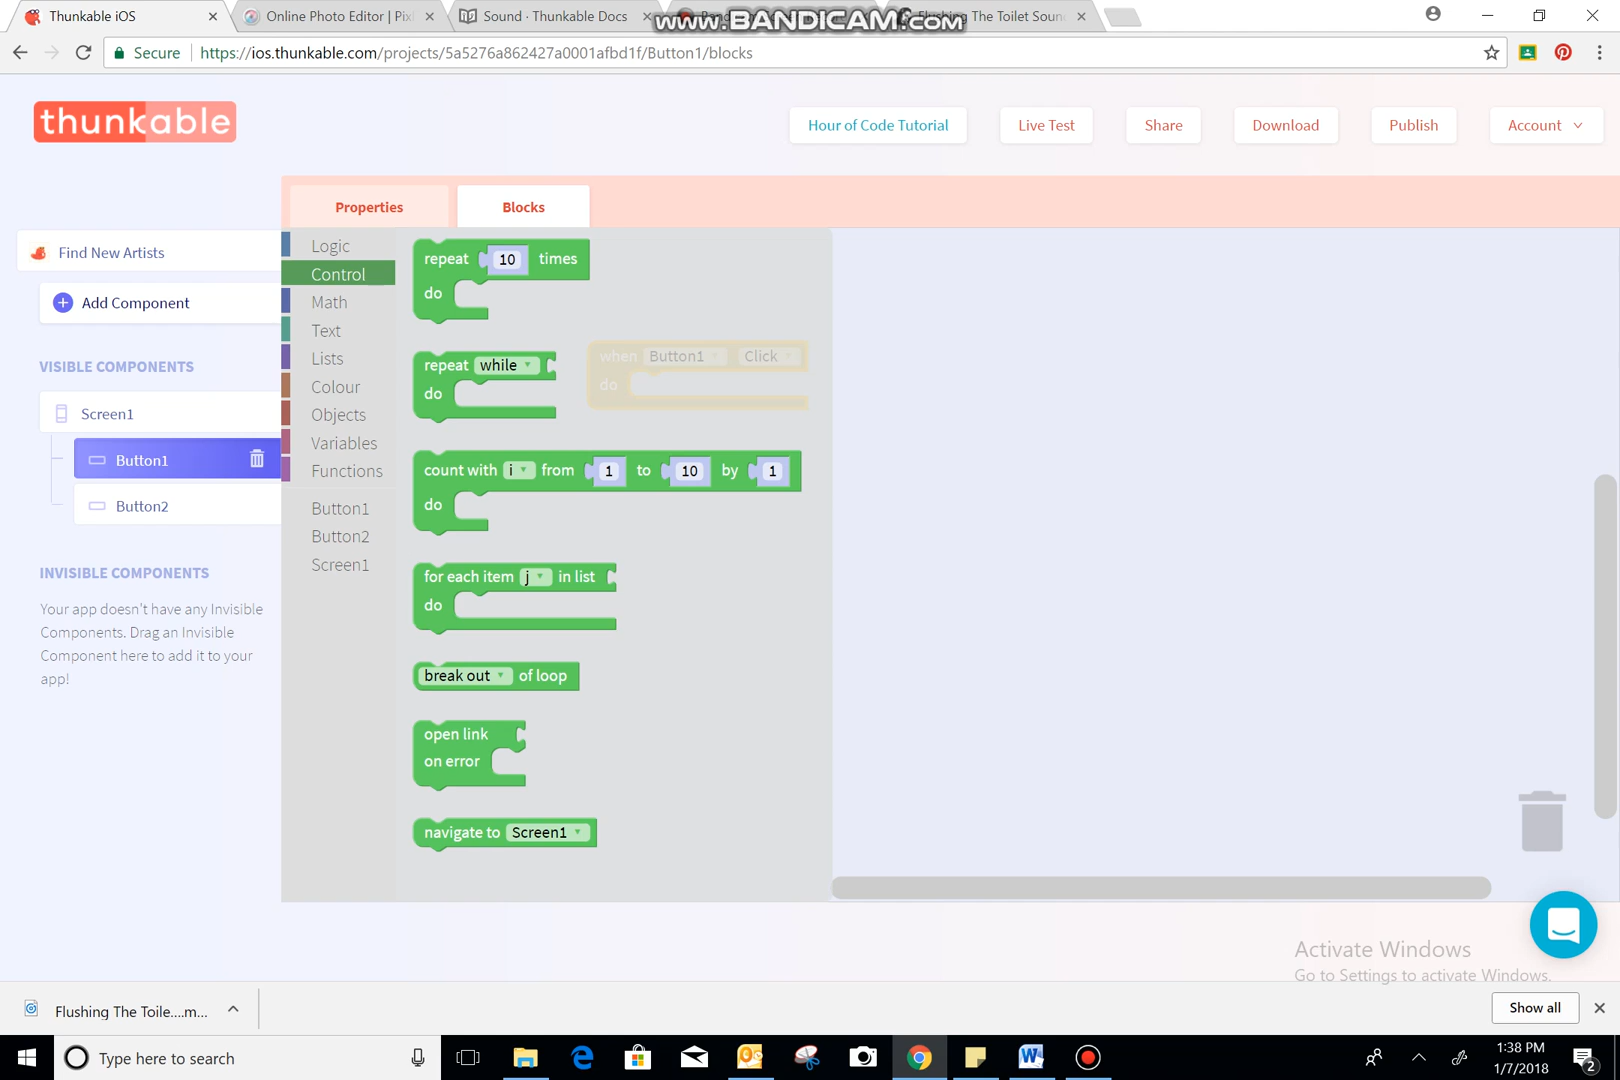 Thunkable iOS
Online Photo Editor | Pix
Sound · Thunkable Docs
Flushing The Toilet Soun
www.BANDICAM.com
Secure
https://ios.thunkable.com/projects/5a5276a862427a0001afbd1f/Button1/blocks
thunkable
Hour of Code Tutorial
Live Test
Share
Download
Publish
Account
Properties
Blocks
Find New Artists
Add Component
VISIBLE COMPONENTS
Screen1
Button1
Button2
INVISIBLE COMPONENTS
Your app doesn't have any Invisible
Components. Drag an Invisible
Component here to add it to your
app!
Logic
Control
Math
Text
Lists
Colour
Objects
Variables
Functions
Button1
Button2
Screen1
repeat 10 times
do
repeat while
do
when Button1 Click
do
count with i from 1 to 10 by 1
do
for each item j in list
do
break out of loop
open link
on error
navigate to Screen1
Activate Windows
Go to Settings to activate Windows.
Flushing The Toile....m...
Show all
Type here to search
1:38 PM
1/7/2018
2